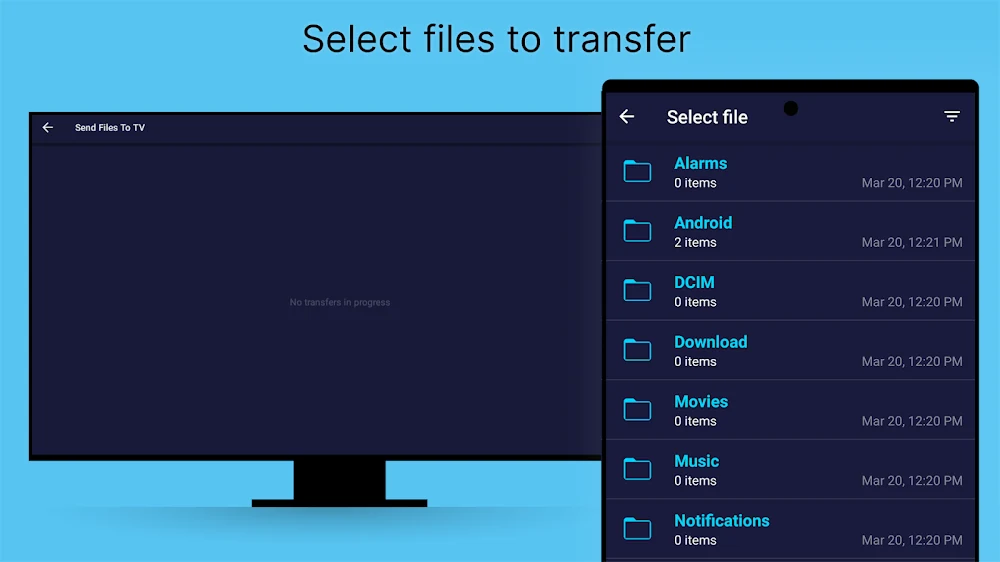 Select files to transfer
Send Files To TV
No transfers in progress
Select file
Alarms
0 items
Mar 20, 12:20 PM
Android
2 items
Mar 20, 12:21 PM
DCIM
0 items
Mar 20, 12:20 PM
Download
0 items
Mar 20, 12:20 PM
Movies
0 items
Mar 20, 12:20 PM
Music
0 items
Mar 20, 12:20 PM
Notifications
0 items
Mar 20, 12:20 PM